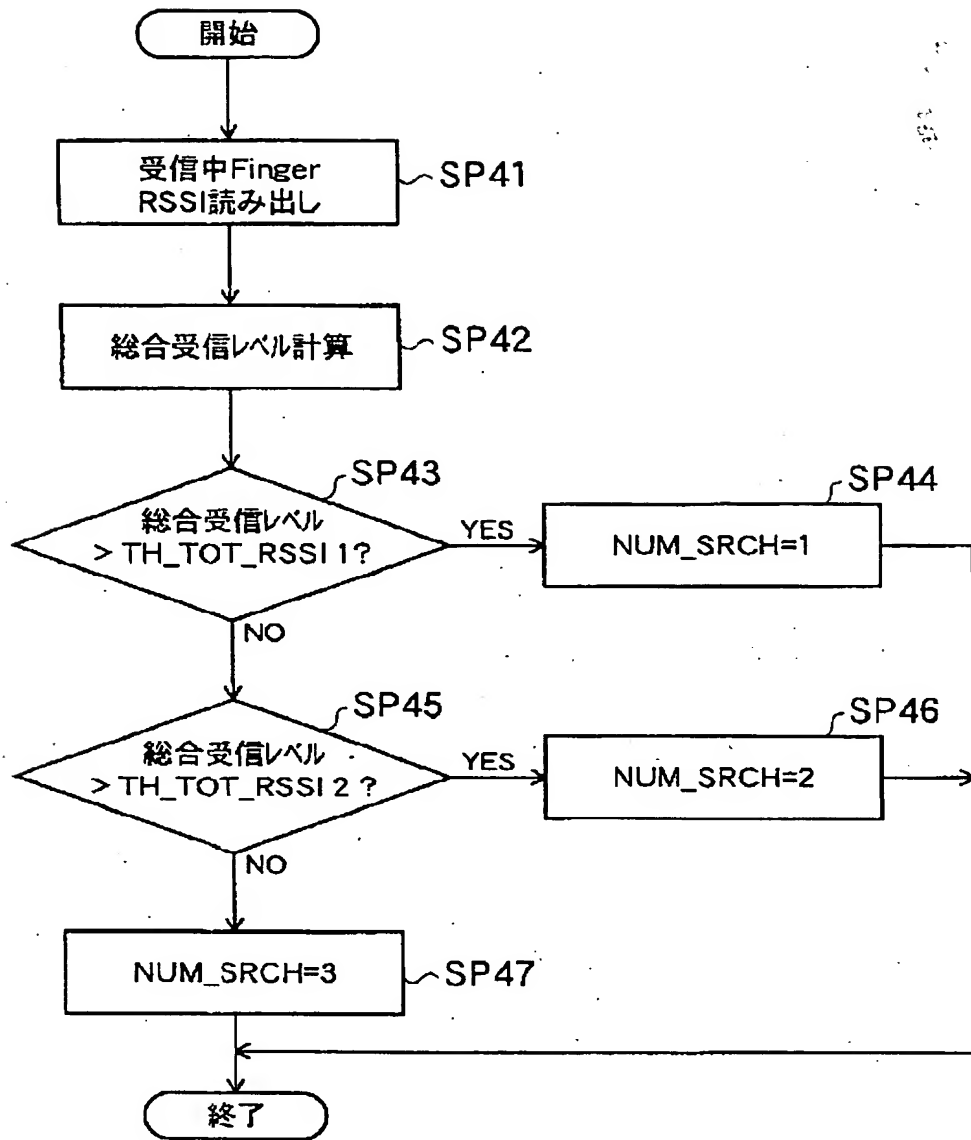 開始
受信中Finger
RSSI読み出し
SP41
総合受信レベル計算
SP42
SP43
総合受信レベル
> TH_TOT_RSSI 1?
YES
SP44
NUM_SRCH=1
NO
SP45
総合受信レベル
> TH_TOT_RSSI 2 ?
YES
SP46
NUM_SRCH=2
NO
NUM_SRCH=3
SP47
終了